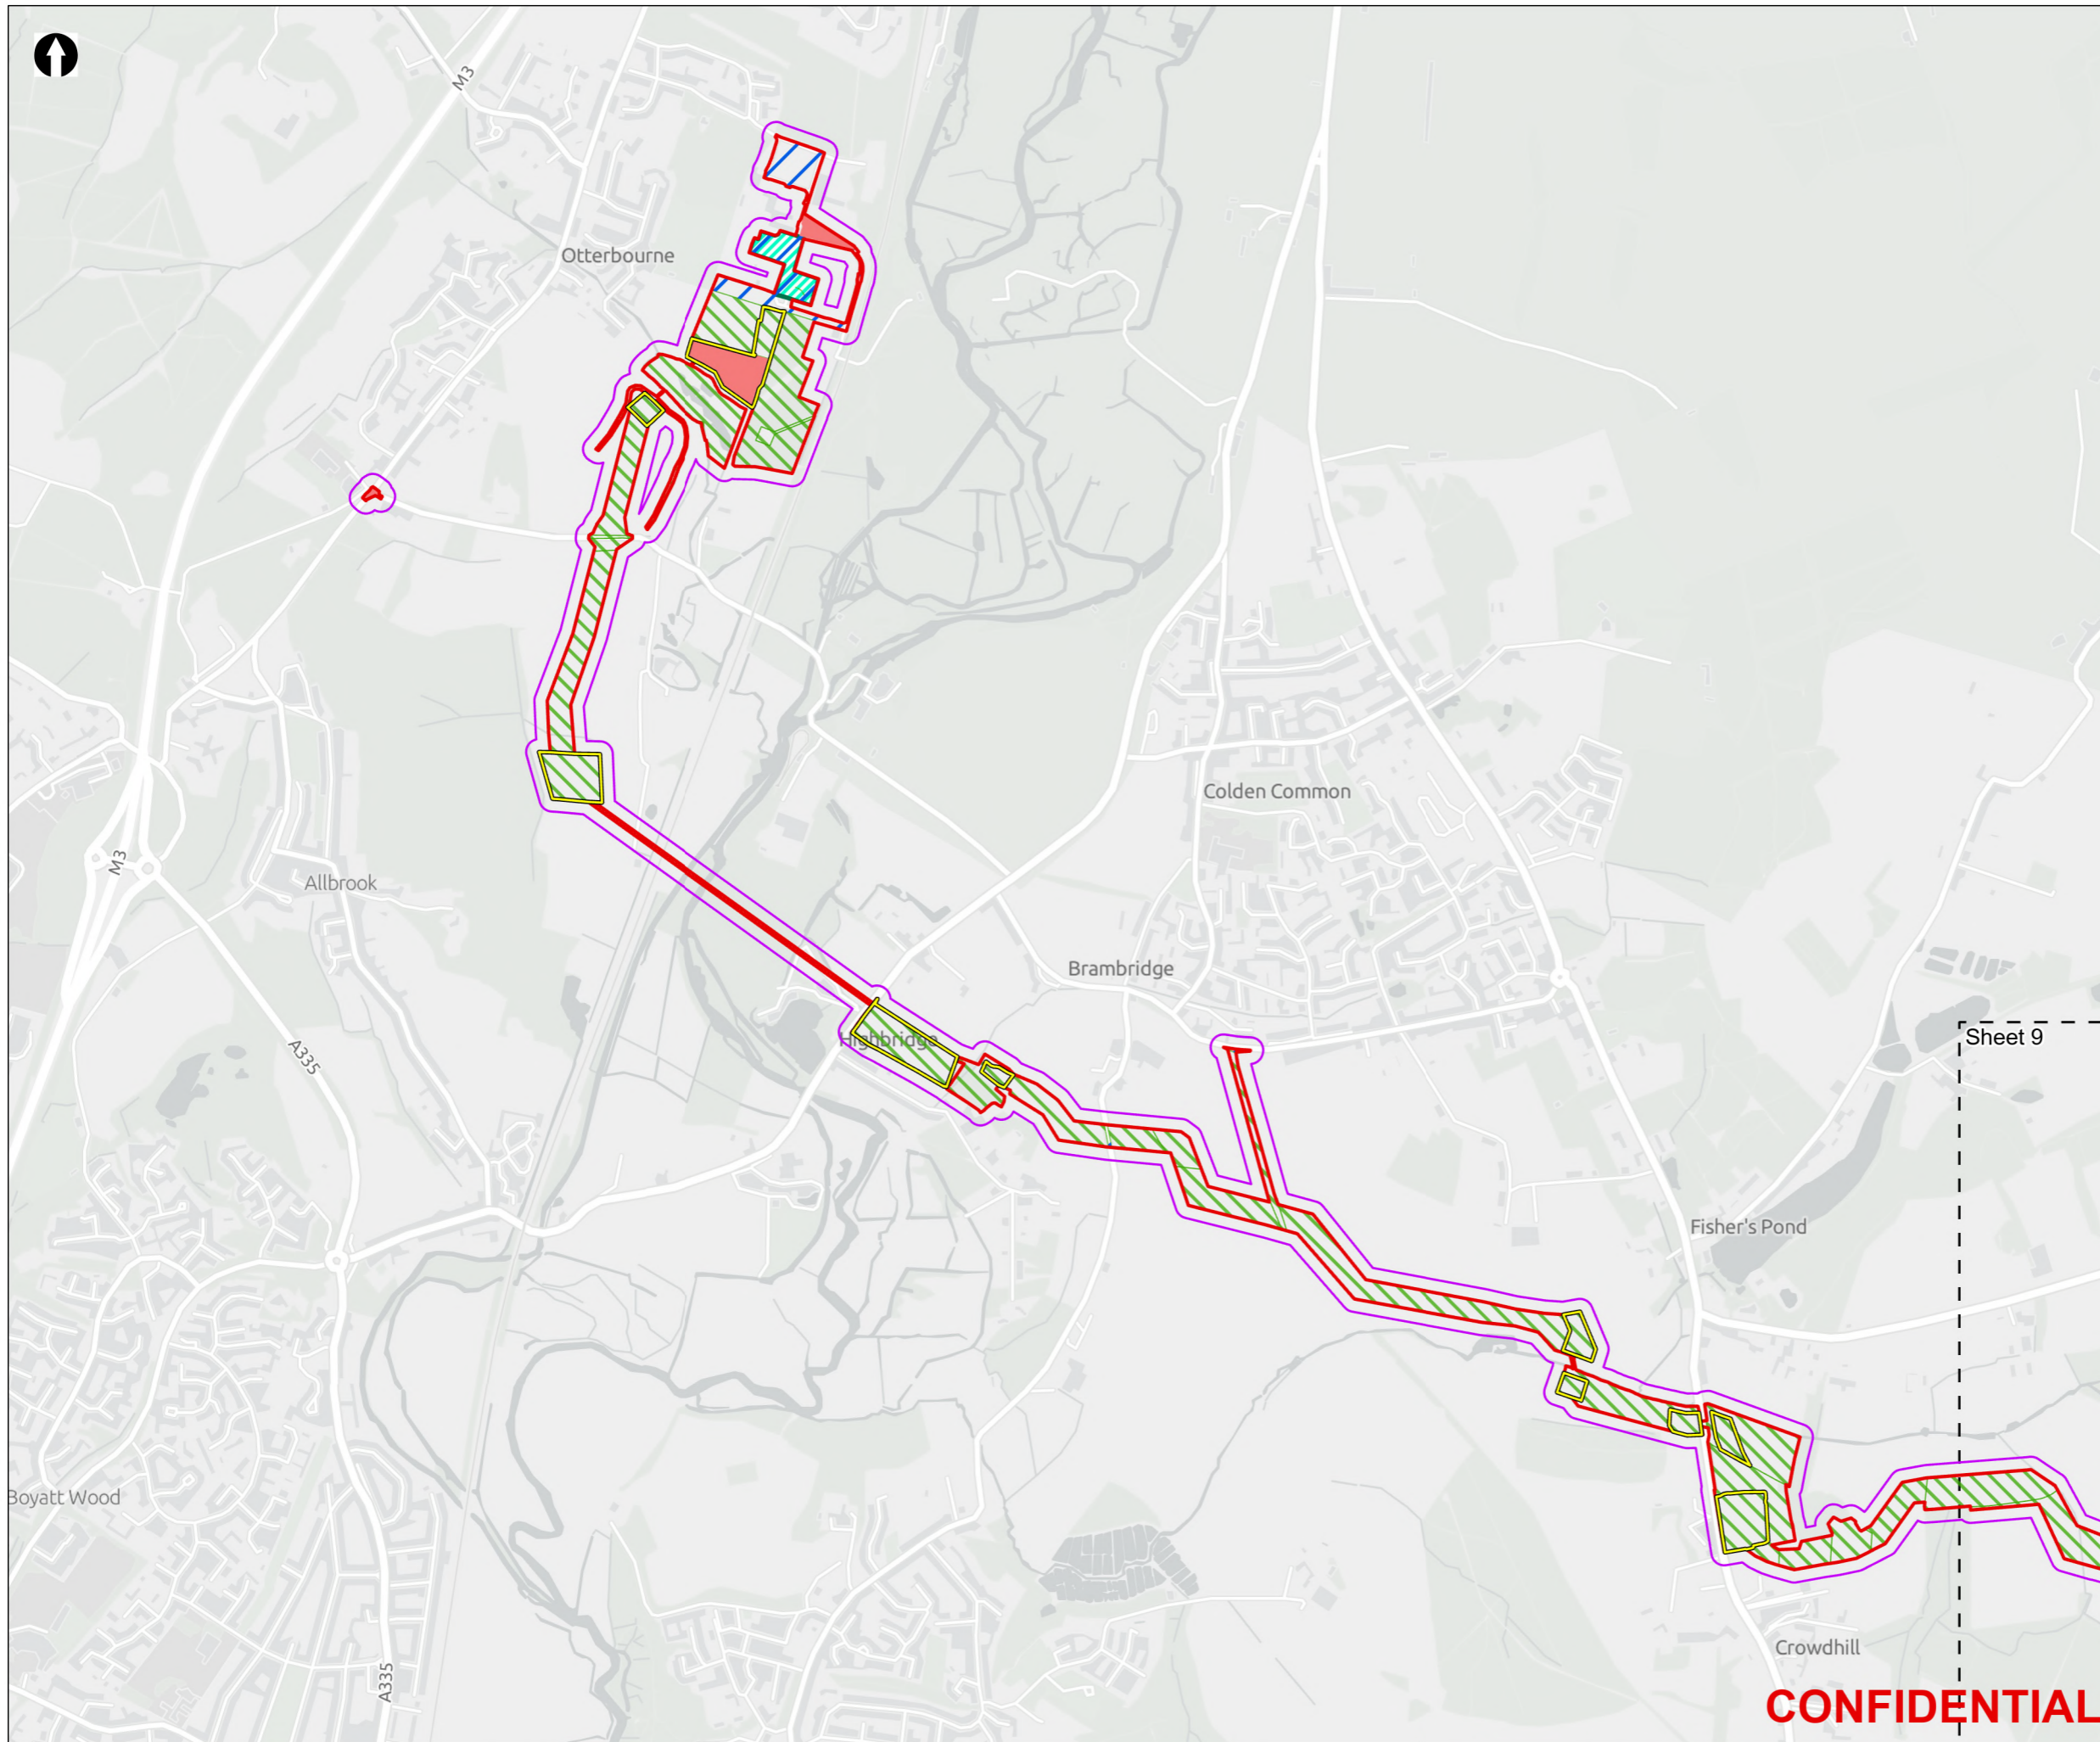 M3
Otterbourne
Colden Common
M3
Allbrook
Brambridge
Highbridge
Sheet 9
A335
Fisher's Pond
Boyatt Wood
Crowdhill
A335
CONFIDENTIAL